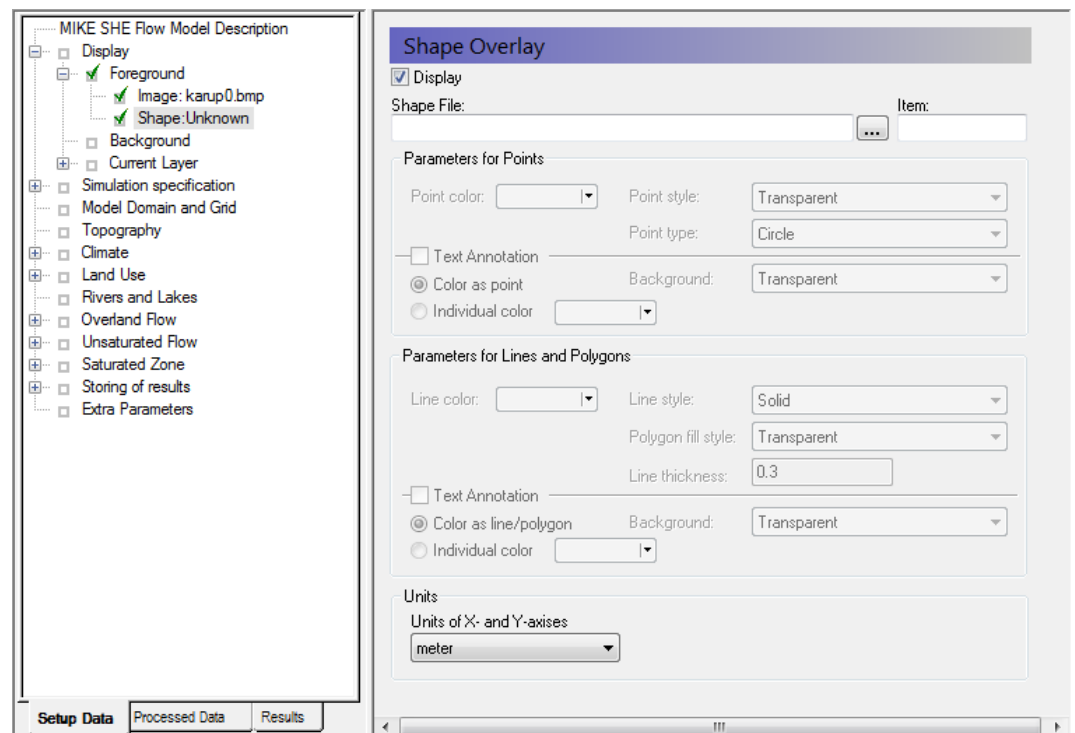 MIKE SHE Flow Model Description
Display
Foreground
Image: karup0.bmp
Shape:Unknown
Background
Current Layer
Simulation specification
Model Domain and Grid
Topography
Climate
Land Use
Rivers and Lakes
Overland Flow
Unsaturated Flow
Saturated Zone
Storing of results
Extra Parameters
Setup Data Processed Data Results
Shape Overlay
Display
Shape File: Item:
...
Parameters for Points
Point color: Point style: Transparent
Point type: Circle
Text Annotation
Color as point Background: Transparent
Individual color
Parameters for Lines and Polygons
Line color: Line style: Solid
Polygon fill style: Transparent
Line thickness: 0.3
Text Annotation
Color as line/polygon Background: Transparent
Individual color
Units
Units of X- and Y-axises
meter